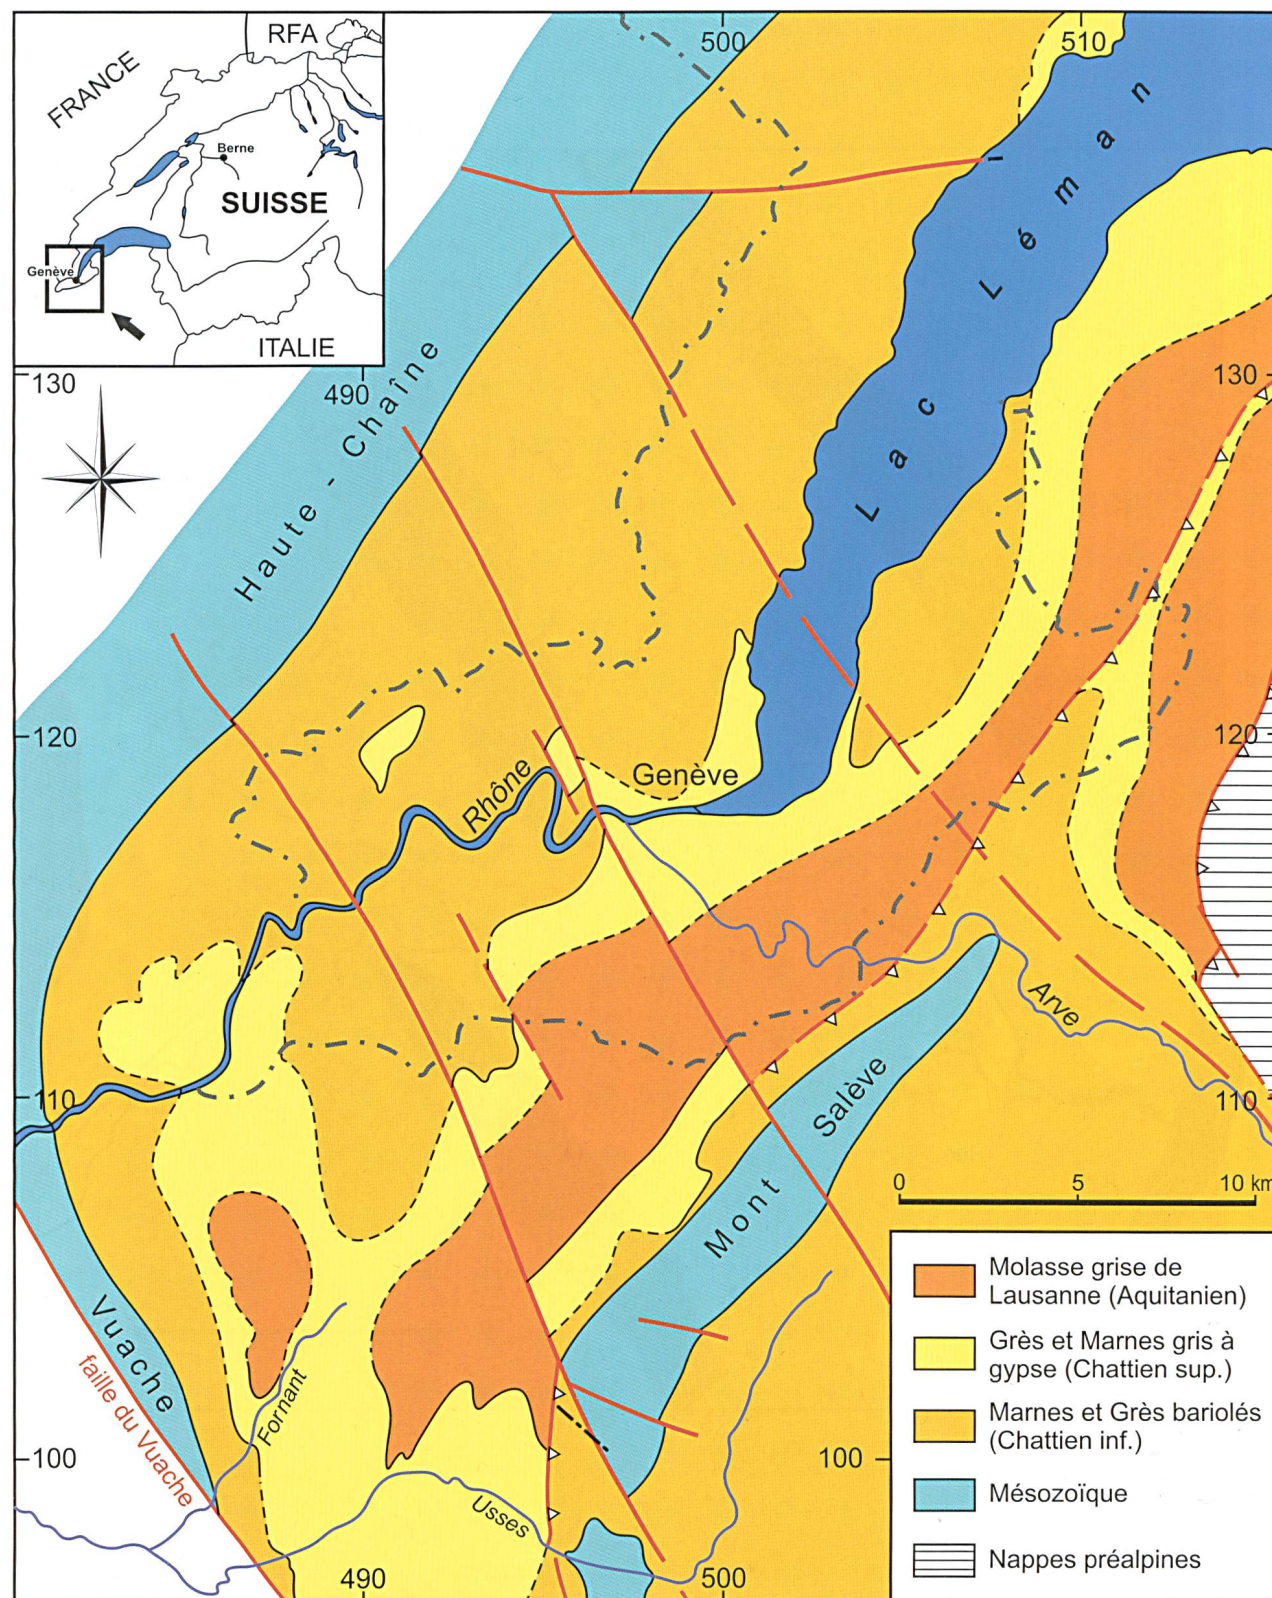 RFA
FRANCE
Berne
SUISSE
Genève
ITALIE
500
510
130
490
130
Lac Léman
Haute - Chaîne
120
120
Rhône
Genève
Arve
110
110
Mont Salève
Vuache
faille du Vuache
Fornant
Usses
100
100
490
500
0 5 10 km
Molasse grise de
Lausanne (Aquitanien)
Grès et Marnes gris à
gypse (Chattien sup.)
Marnes et Grès bariolés
(Chattien inf.)
Mésozoïque
Nappes préalpines